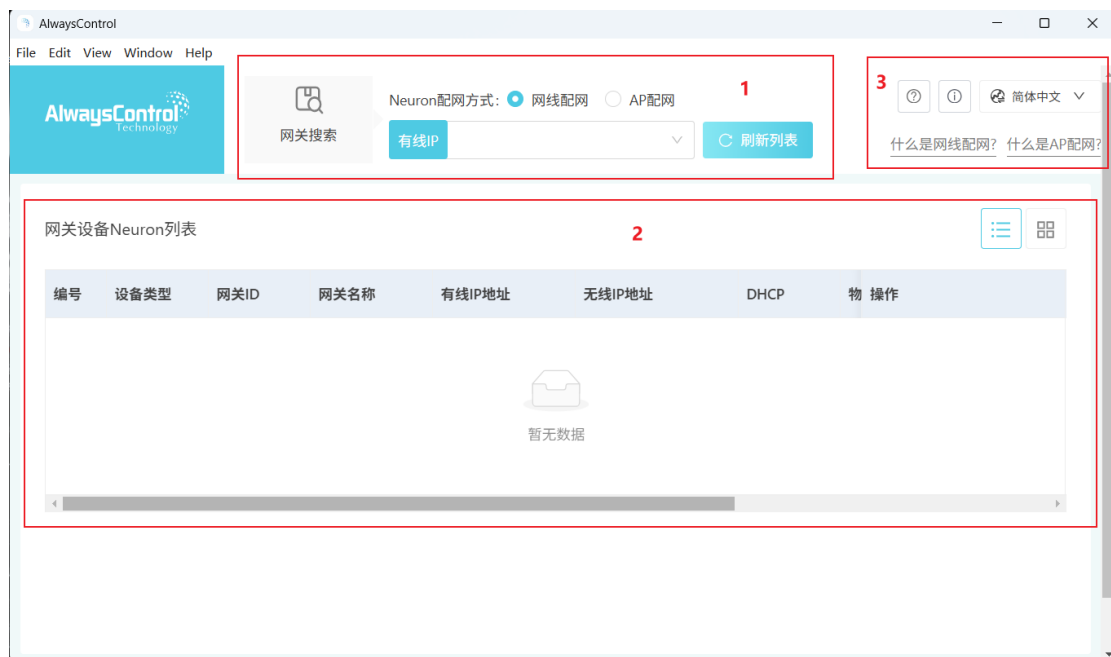 AlwaysControl
File Edit View Window Help
AlwaysControl
Technology
网关搜索
Neuron配网方式: 网线配网 AP配网
1
有线IP
刷新列表
3
简体中文
什么是网线配网? 什么是AP配网?
网关设备Neuron列表
2
编号 设备类型 网关ID 网关名称 有线IP地址 无线IP地址 DHCP 物 操作
暂无数据